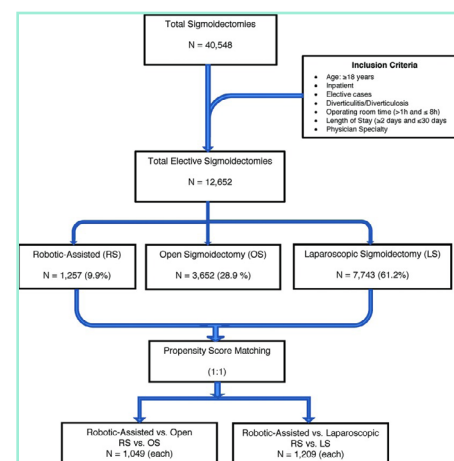 Total Sigmoidectomies
N = 40,548
Inclusion Criteria
• Age: ≥18 years
• Inpatient
• Elective cases
• Diverticulitis/Diverticulosis
• Operating room time (>1h and ≤ 8h)
• Length of Stay (≥2 days and ≤30 days
• Physician Specialty
Total Elective Sigmoidectomies
N = 12,652
Robotic-Assisted (RS)
N = 1,257 (9.9%)
Open Sigmoidectomy (OS)
N = 3,652 (28.9 %)
Laparoscopic Sigmoidectomy (LS)
N = 7,743 (61.2%)
Propensity Score Matching
(1:1)
Robotic-Assisted vs. Open
RS vs. OS
N = 1,049 (each)
Robotic-Assisted vs. Laparoscopic
RS vs. LS
N = 1,209 (each)